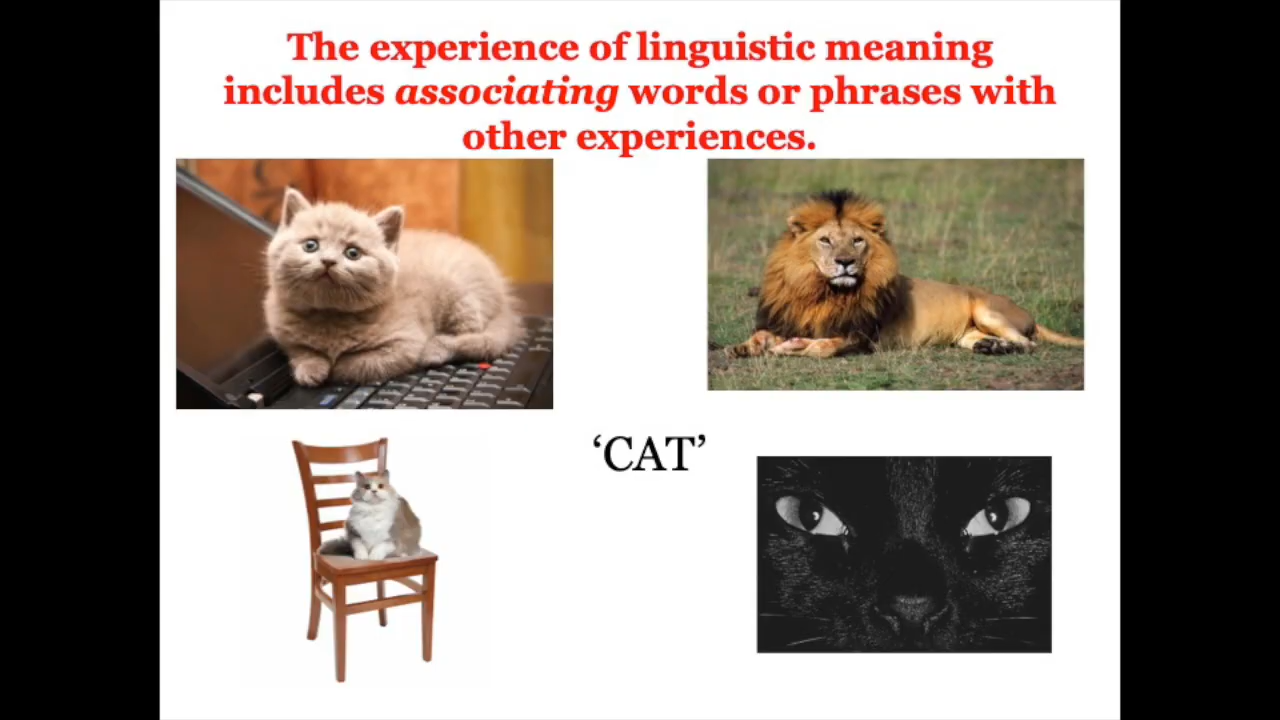 The experience of linguistic meaning
includes associating words or phrases with
other experiences.
‘CAT’